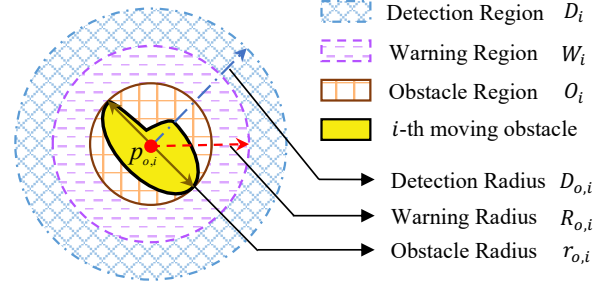 Detection Region D_i
Warning Region W_i
Obstacle Region O_i
i-th moving obstacle
p_{o,i}
Detection Radius D_{o,i}
Warning Radius R_{o,i}
Obstacle Radius r_{o,i}